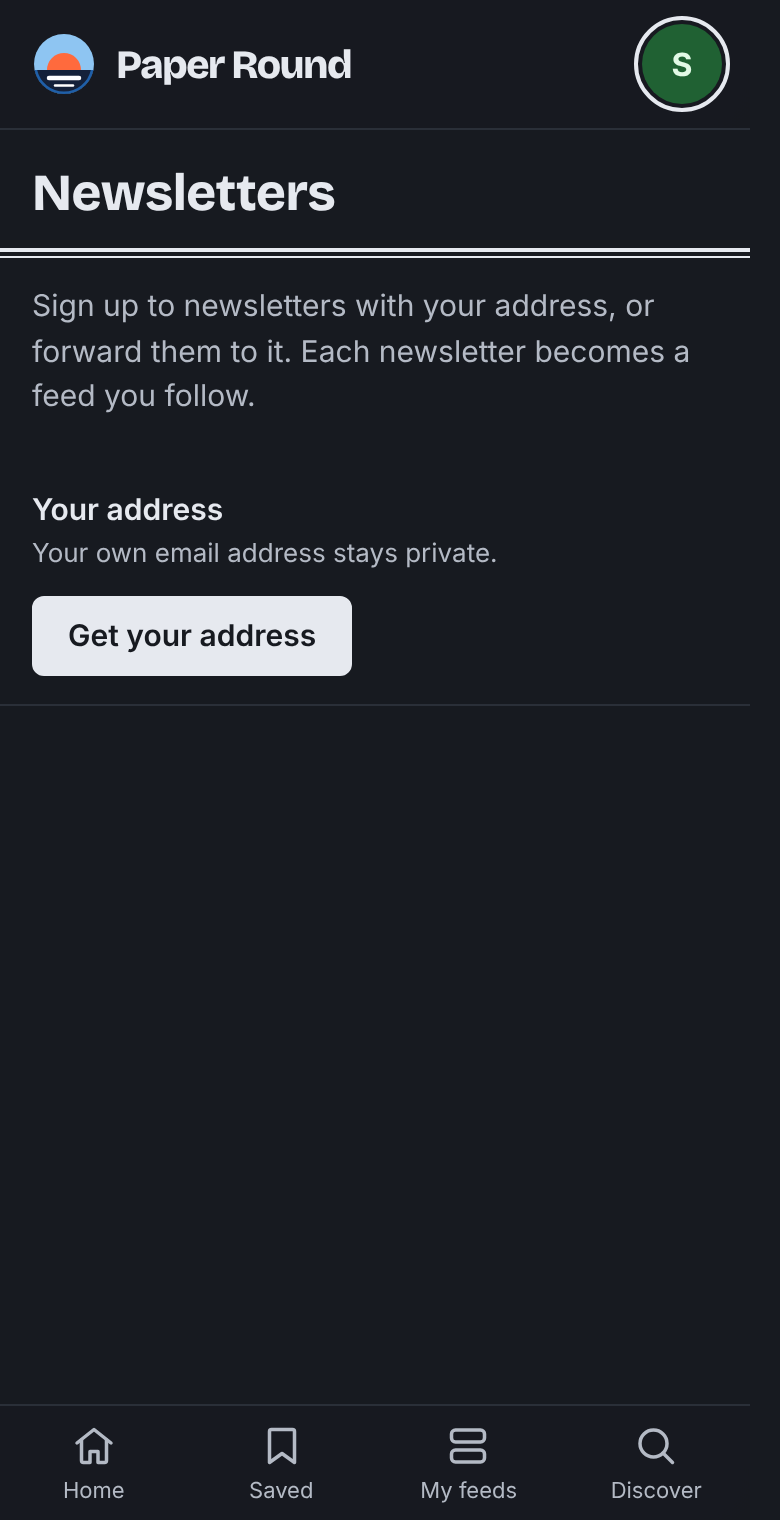 Paper Round
S
Newsletters
Sign up to newsletters with your address, or
forward them to it. Each newsletter becomes a
feed you follow.
Your address
Your own email address stays private.
Get your address
Home
Saved
My feeds
Discover